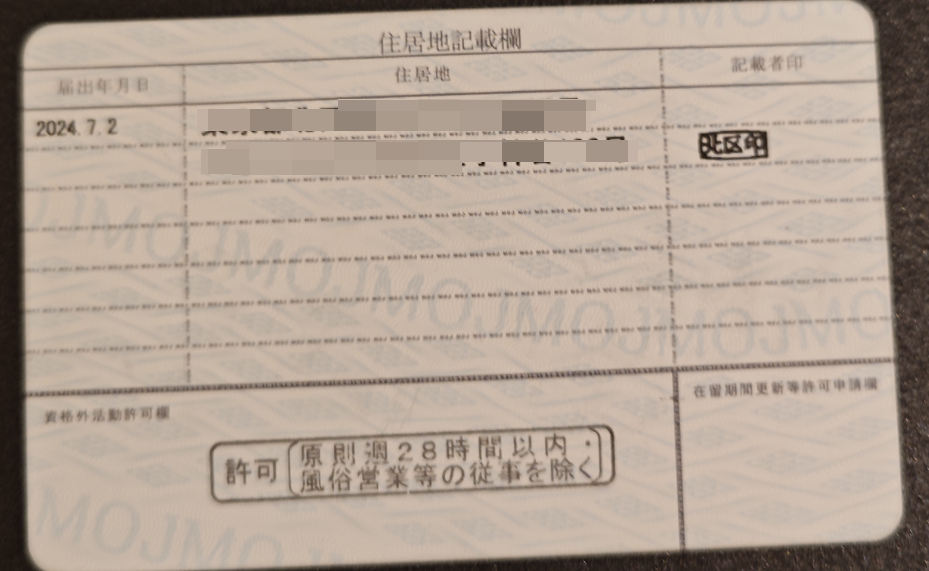 住居地記載欄
届出年月日 住居地 記載者印
2024.7.2
北区印
資格外活動許可欄
在留期間更新等許可申請欄
許可 原則週28時間以内・
風俗営業等の従事を除く
MOJMOJMOJMOJMOJMO
MOJMOJMO